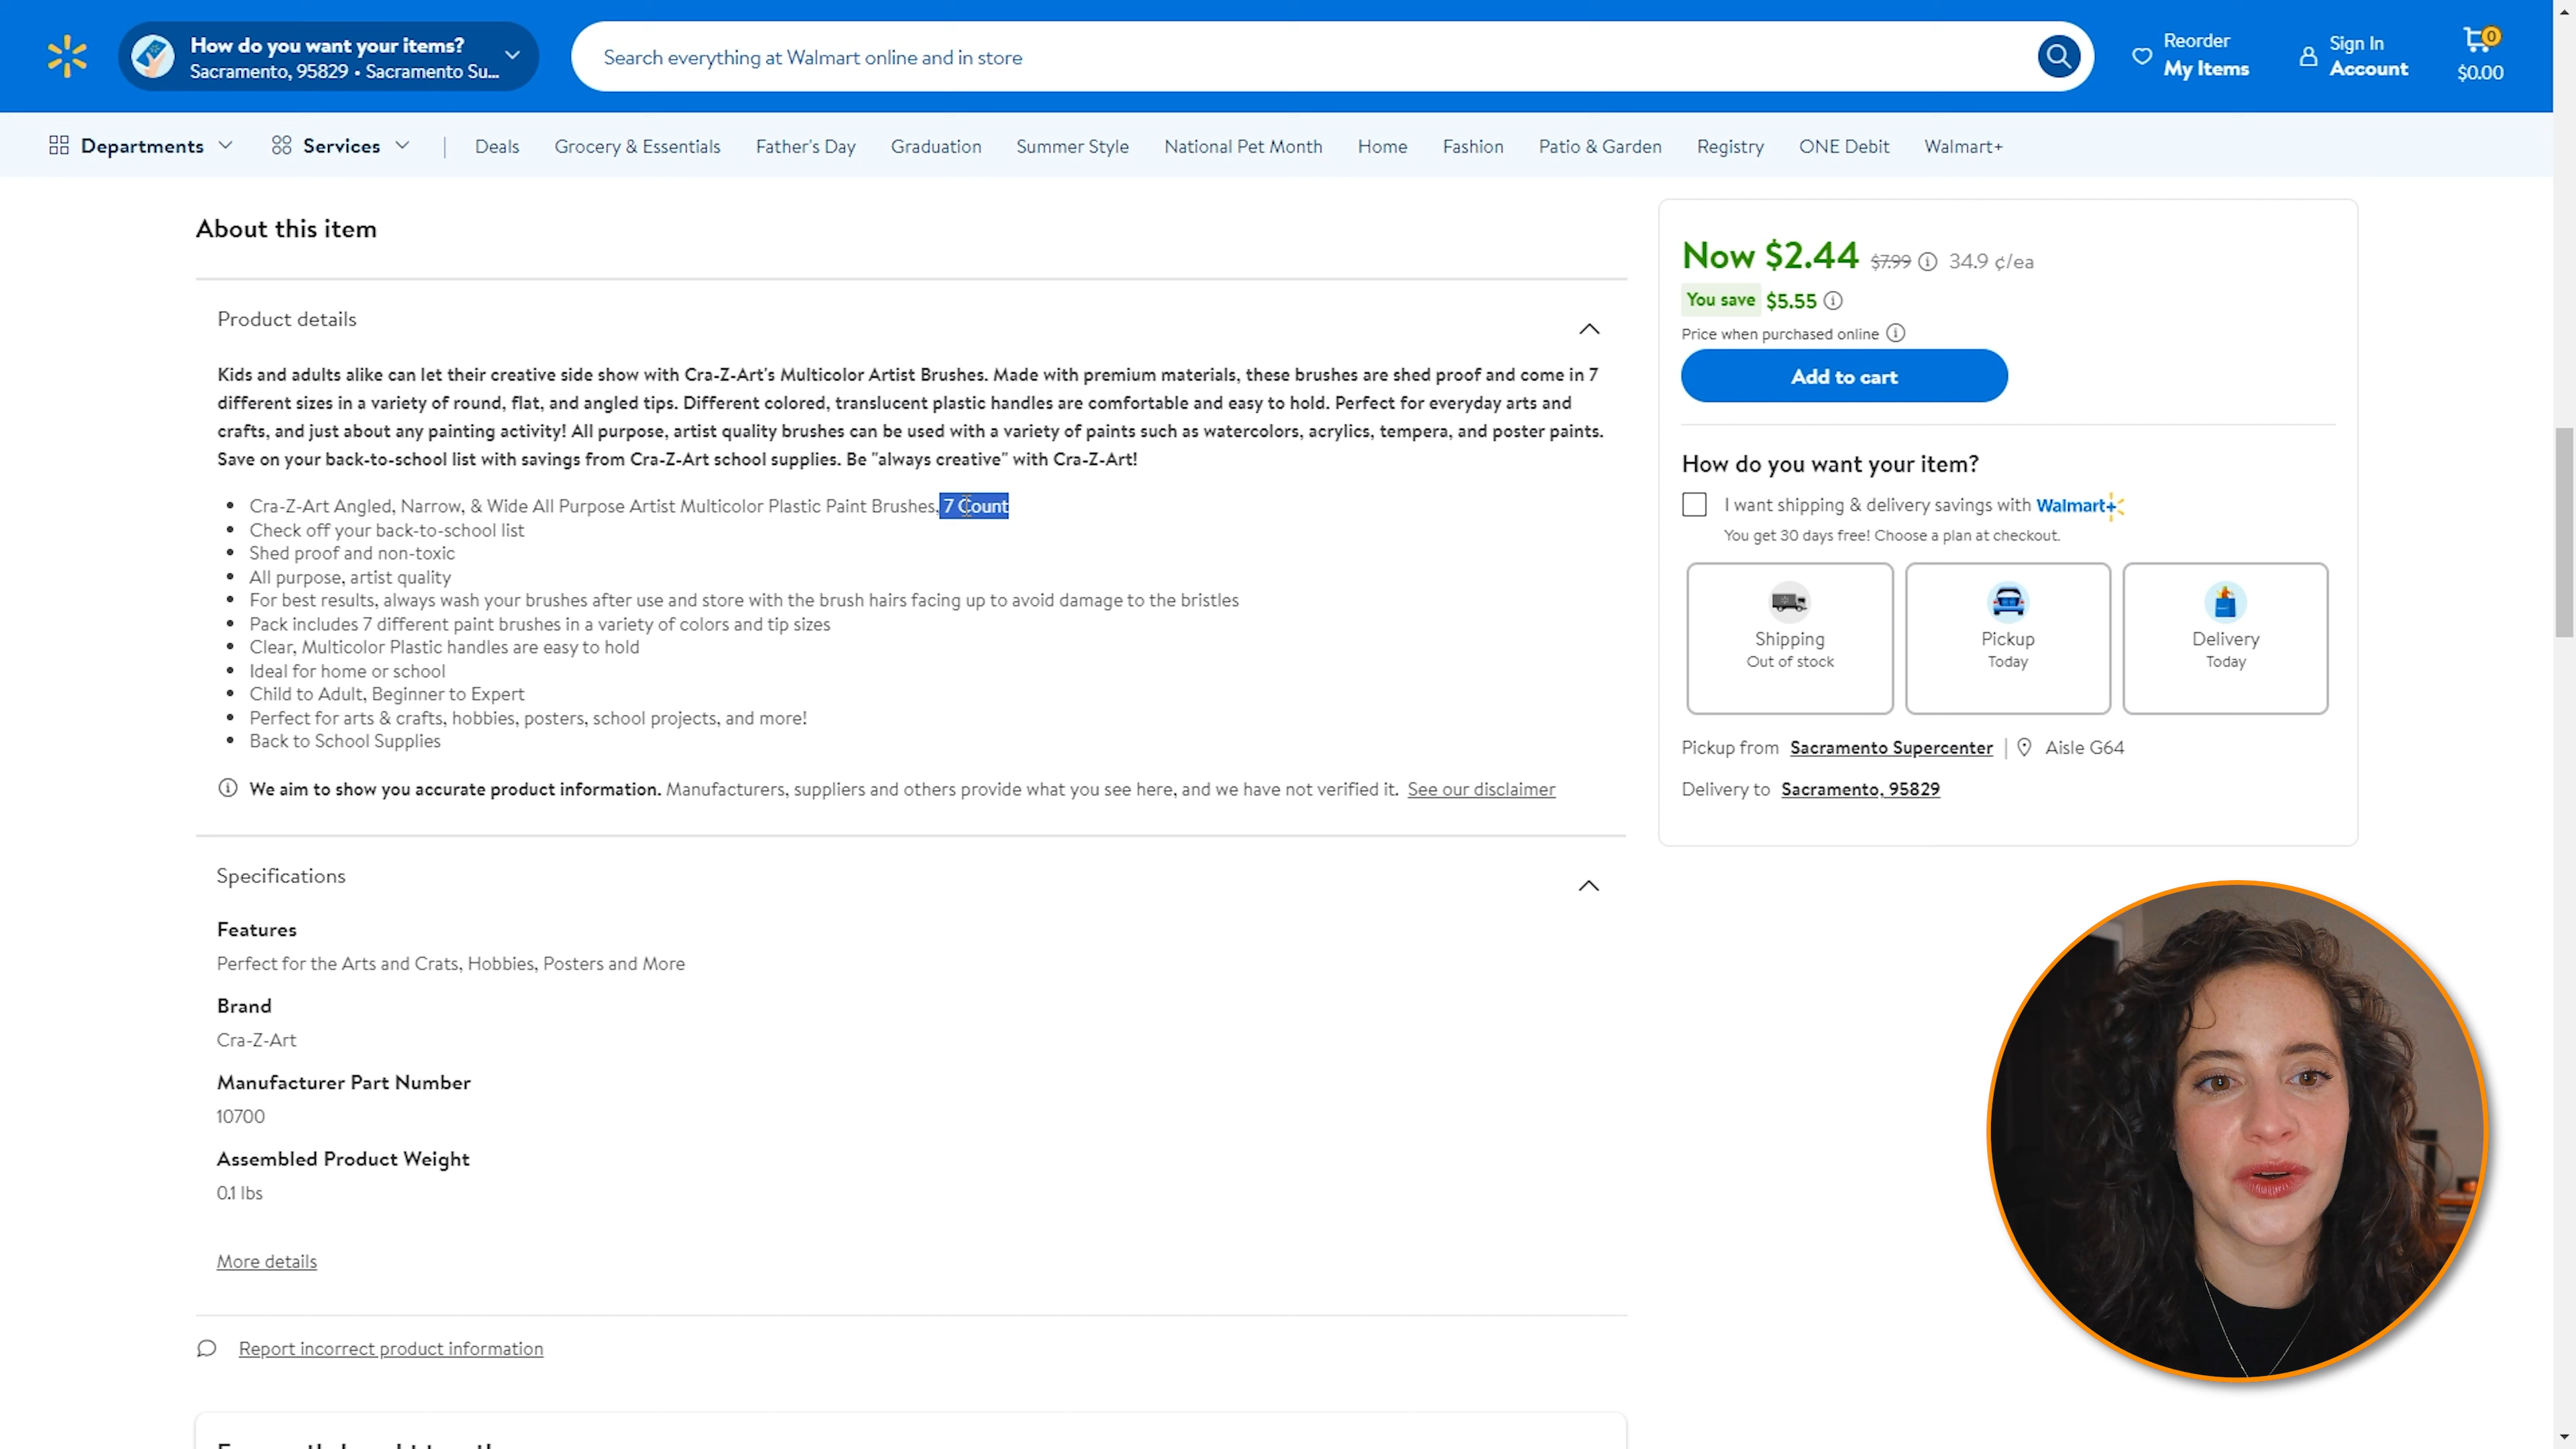 How do you want your items?
Sacramento, 95829 • Sacramento Su...
Search everything at Walmart online and in store
Reorder
My Items
Sign In
Account
0
$0.00
Departments
Services
Deals
Grocery & Essentials
Father's Day
Graduation
Summer Style
National Pet Month
Home
Fashion
Patio & Garden
Registry
ONE Debit
Walmart+
About this item
Product details
Kids and adults alike can let their creative side show with Cra-Z-Art's Multicolor Artist Brushes. Made with premium materials, these brushes are shed proof and come in 7
different sizes in a variety of round, flat, and angled tips. Different colored, translucent plastic handles are comfortable and easy to hold. Perfect for everyday arts and
crafts, and just about any painting activity! All purpose, artist quality brushes can be used with a variety of paints such as watercolors, acrylics, tempera, and poster paints.
Save on your back-to-school list with savings from Cra-Z-Art school supplies. Be "always creative" with Cra-Z-Art!
• Cra-Z-Art Angled, Narrow, & Wide All Purpose Artist Multicolor Plastic Paint Brushes, 7 Count
• Check off your back-to-school list
• Shed proof and non-toxic
• All purpose, artist quality
• For best results, always wash your brushes after use and store with the brush hairs facing up to avoid damage to the bristles
• Pack includes 7 different paint brushes in a variety of colors and tip sizes
• Clear, Multicolor Plastic handles are easy to hold
• Ideal for home or school
• Child to Adult, Beginner to Expert
• Perfect for arts & crafts, hobbies, posters, school projects, and more!
• Back to School Supplies
We aim to show you accurate product information. Manufacturers, suppliers and others provide what you see here, and we have not verified it. See our disclaimer
Specifications
Features
Perfect for the Arts and Crats, Hobbies, Posters and More
Brand
Cra-Z-Art
Manufacturer Part Number
10700
Assembled Product Weight
0.1 lbs
More details
Report incorrect product information
Now $2.44 $7.99 34.9 ¢/ea
You save $5.55
Price when purchased online
Add to cart
How do you want your item?
I want shipping & delivery savings with Walmart+
You get 30 days free! Choose a plan at checkout.
Shipping
Out of stock
Pickup
Today
Delivery
Today
Pickup from Sacramento Supercenter | Aisle G64
Delivery to Sacramento, 95829